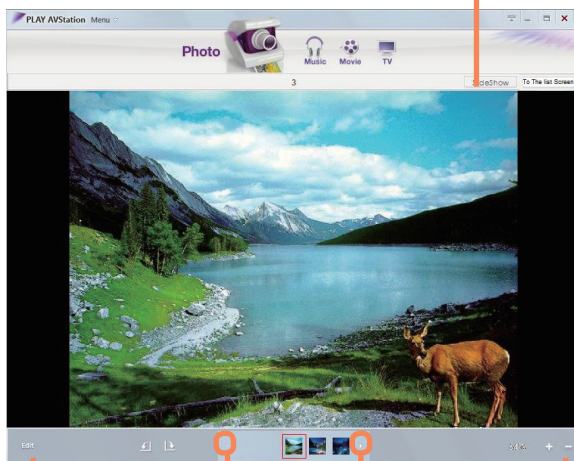 PLAY AVStation Menu
Photo
Music Movie TV
3
SlideShow To The list Screen
Edit